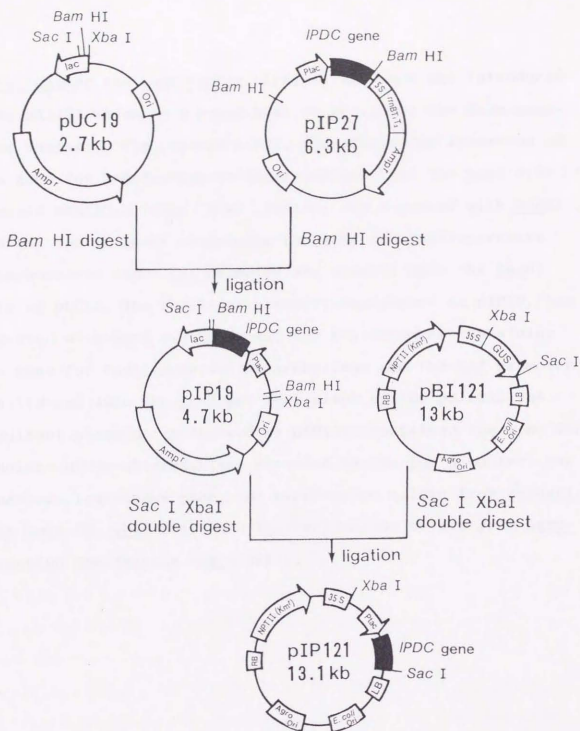 Bam HI
Sac I
Xba I
lac
Ori
pUC19
2.7kb
Ampʳ
Bam HI digest
IPDC gene
Ptac
Bam HI
Bam HI
5S
rrnBT₁T₂
pIP27
6.3kb
Ori
Ampʳ
Bam HI digest
ligation
Sac I
Bam HI
IPDC gene
lac
Ptac
Bam HI
Xba I
pIP19
4.7kb
Ori
Ampʳ
Sac I XbaI
double digest
Xba I
NPTII(Kmʳ)
35S
GUS
Sac I
pBI121
13kb
RB
LB
Agro Ori
E.coli Ori
Sac I XbaI
double digest
ligation
Xba I
NPTII(Kmʳ)
35S
Ptac
IPDC gene
pIP121
13.1kb
Sac I
RB
LB
Agro Ori
E.coli Ori